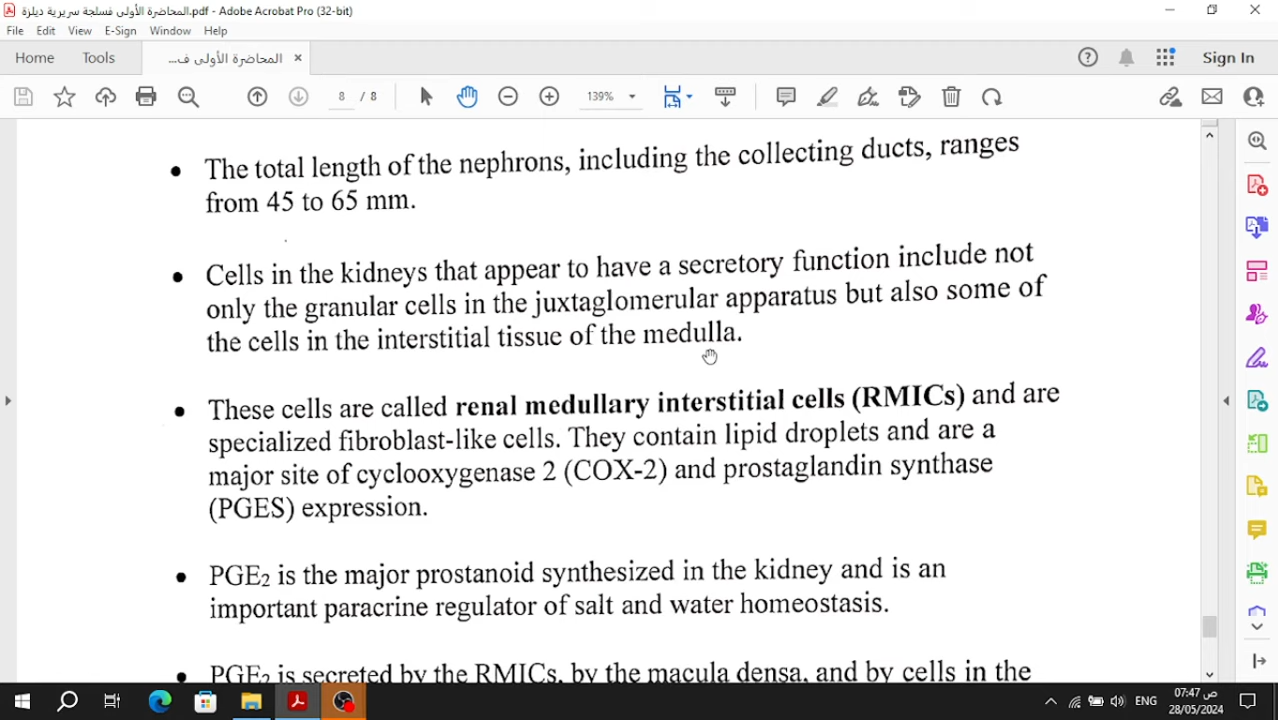 المحاضرة الأولى فسلجة سريرية ديلزة.pdf - Adobe Acrobat Pro (32-bit)
File Edit View E-Sign Window Help
Home Tools المحاضرة الأولى ف... Sign In
8 / 8 139%
• The total length of the nephrons, including the collecting ducts, ranges
from 45 to 65 mm.
• Cells in the kidneys that appear to have a secretory function include not
only the granular cells in the juxtaglomerular apparatus but also some of
the cells in the interstitial tissue of the medulla.
• These cells are called renal medullary interstitial cells (RMICs) and are
specialized fibroblast-like cells. They contain lipid droplets and are a
major site of cyclooxygenase 2 (COX-2) and prostaglandin synthase
(PGES) expression.
• PGE₂ is the major prostanoid synthesized in the kidney and is an
important paracrine regulator of salt and water homeostasis.
• PGE₂ is secreted by the RMICs, by the macula densa, and by cells in the
ENG 07:47 ص
28/05/2024